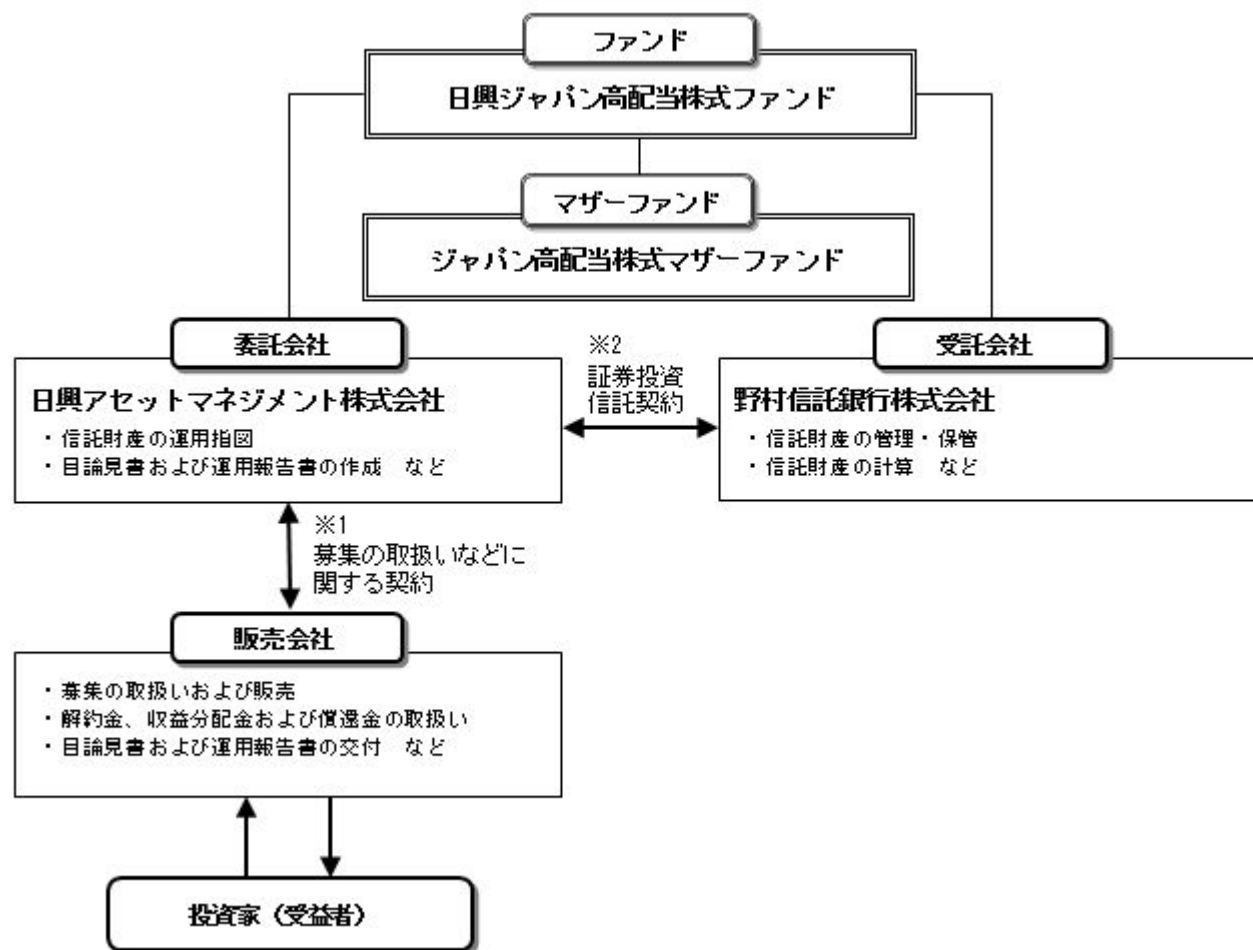 ファンド
日興ジャパン高配当株式ファンド
マザーファンド
ジャパン高配当株式マザーファンド
委託会社
日興アセットマネジメント株式会社
・信託財産の運用指図
・目論見書および運用報告書の作成　など
※2
証券投資
信託契約
受託会社
野村信託銀行株式会社
・信託財産の管理・保管
・信託財産の計算　など
※1
募集の取扱いなどに
関する契約
販売会社
・募集の取扱いおよび販売
・解約金、収益分配金および償還金の取扱い
・目論見書および運用報告書の交付　など
投資家（受益者）